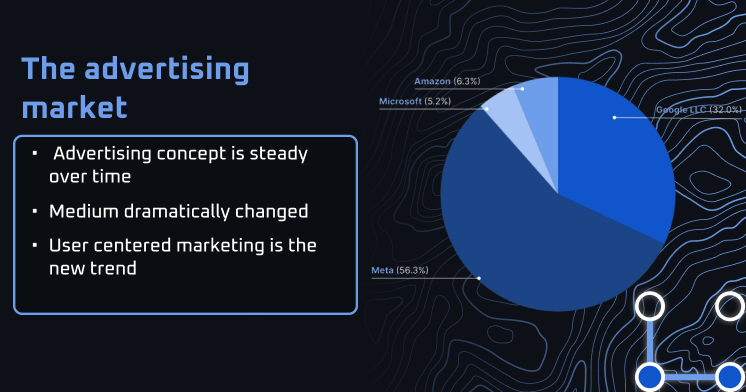 The advertising
market
▪ Advertising concept is steady
over time
▪ Medium dramatically changed
▪ User centered marketing is the
new trend
Amazon (6.3%)
Microsoft (5.2%)
Google LLC (32.0%)
Meta (56.3%)